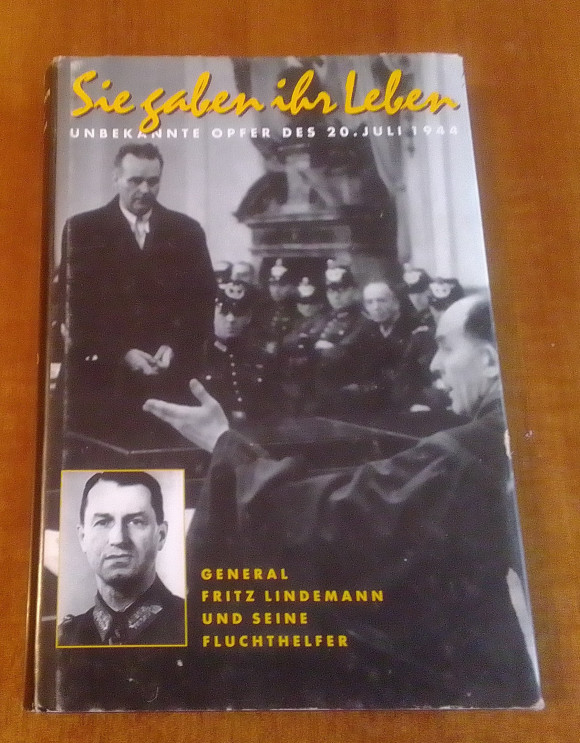 Sie gaben ihr Leben
UNBEKANNTE OPFER DES 20. JULI 1944
GENERAL
FRITZ LINDEMANN
UND SEINE
FLUCHTHELFER